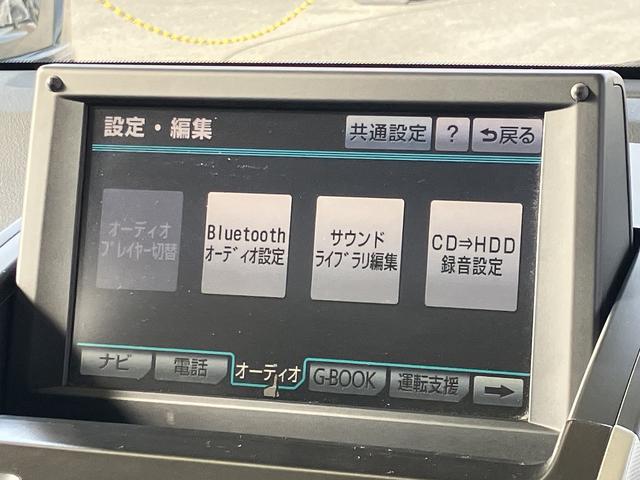 設定・編集
共通設定
?
戻る
オーディオ
プレイヤー切替
Bluetooth
オーディオ設定
サウンド
ライブラリ編集
CD⇒HDD
録音設定
ナビ
電話
オーディオ
G-BOOK
運転支援